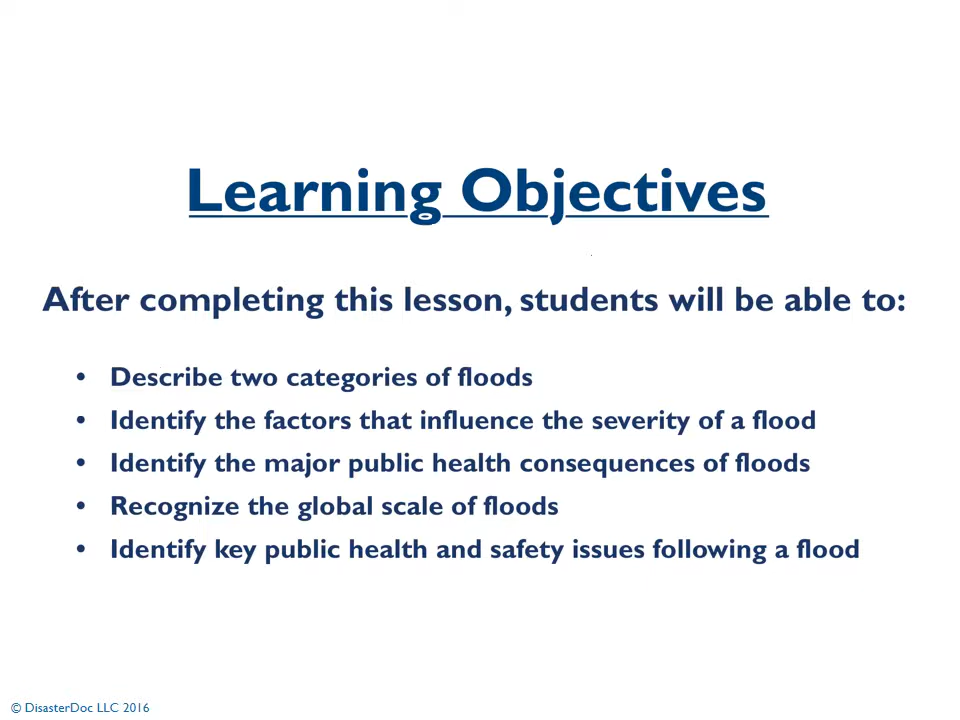 Learning Objectives
After completing this lesson, students will be able to:
• Describe two categories of floods
• Identify the factors that influence the severity of a flood
• Identify the major public health consequences of floods
• Recognize the global scale of floods
• Identify key public health and safety issues following a flood
© DisasterDoc LLC 2016